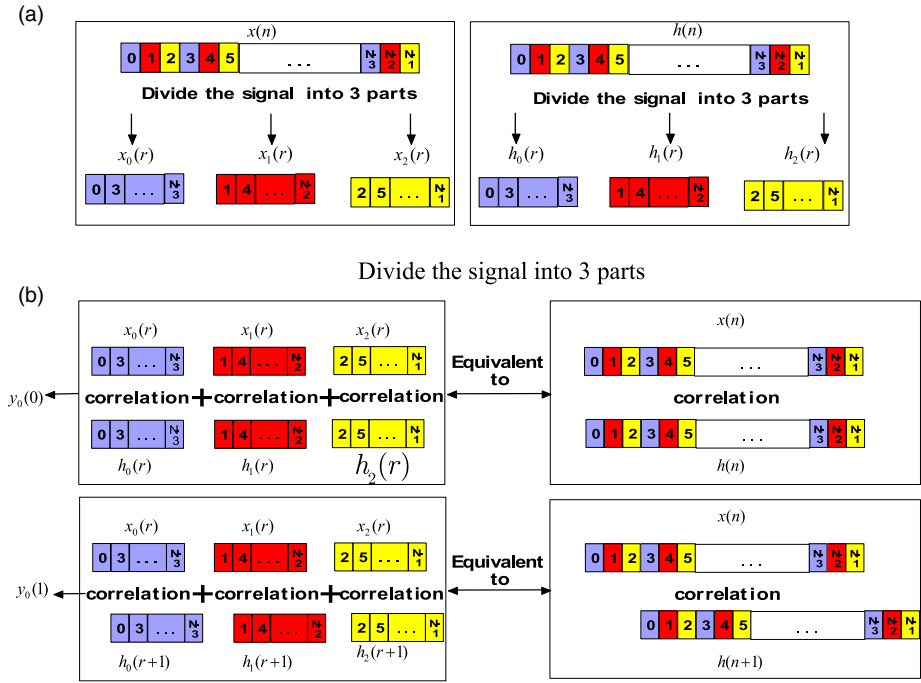 (a)
x(n)
0 1 2 3 4 5 ... N-3 N-2 N-1
Divide the signal into 3 parts
x₀(r) x₁(r) x₂(r)
0 3 ... N-3 1 4 ... N-2 2 5 ... N-1
h(n)
0 1 2 3 4 5 ... N-3 N-2 N-1
Divide the signal into 3 parts
h₀(r) h₁(r) h₂(r)
0 3 ... N-3 1 4 ... N-2 2 5 ... N-1
Divide the signal into 3 parts
(b)
x₀(r) x₁(r) x₂(r)
0 3 ... N-3 1 4 ... N-2 2 5 ... N-1
y₀(0) correlation + correlation + correlation
0 3 ... N-3 1 4 ... N-2 2 5 ... N-1
h₀(r) h₁(r) h₂(r)
Equivalent
to
x(n)
0 1 2 3 4 5 ... N-3 N-2 N-1
correlation
0 1 2 3 4 5 ... N-3 N-2 N-1
h(n)
x₀(r) x₁(r) x₂(r)
0 3 ... N-3 1 4 ... N-2 2 5 ... N-1
y₀(1) correlation + correlation + correlation
0 3 ... N-3 1 4 ... N-2 2 5 ... N-1
h₀(r+1) h₁(r+1) h₂(r+1)
Equivalent
to
x(n)
0 1 2 3 4 5 ... N-3 N-2 N-1
correlation
0 1 2 3 4 5 ... N-3 N-2 N-1
h(n+1)